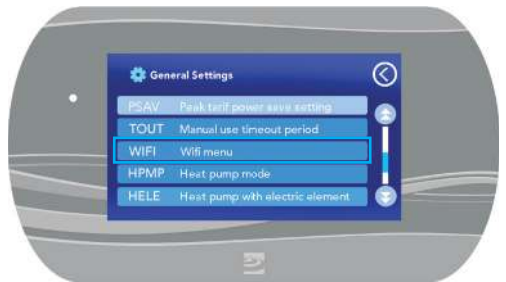 General Settings
PSAV Peak tarif power save setting
TOUT Manual use timeout period
WIFI Wifi menu
HPMP Heat pump mode
HELE Heat pump with electric element